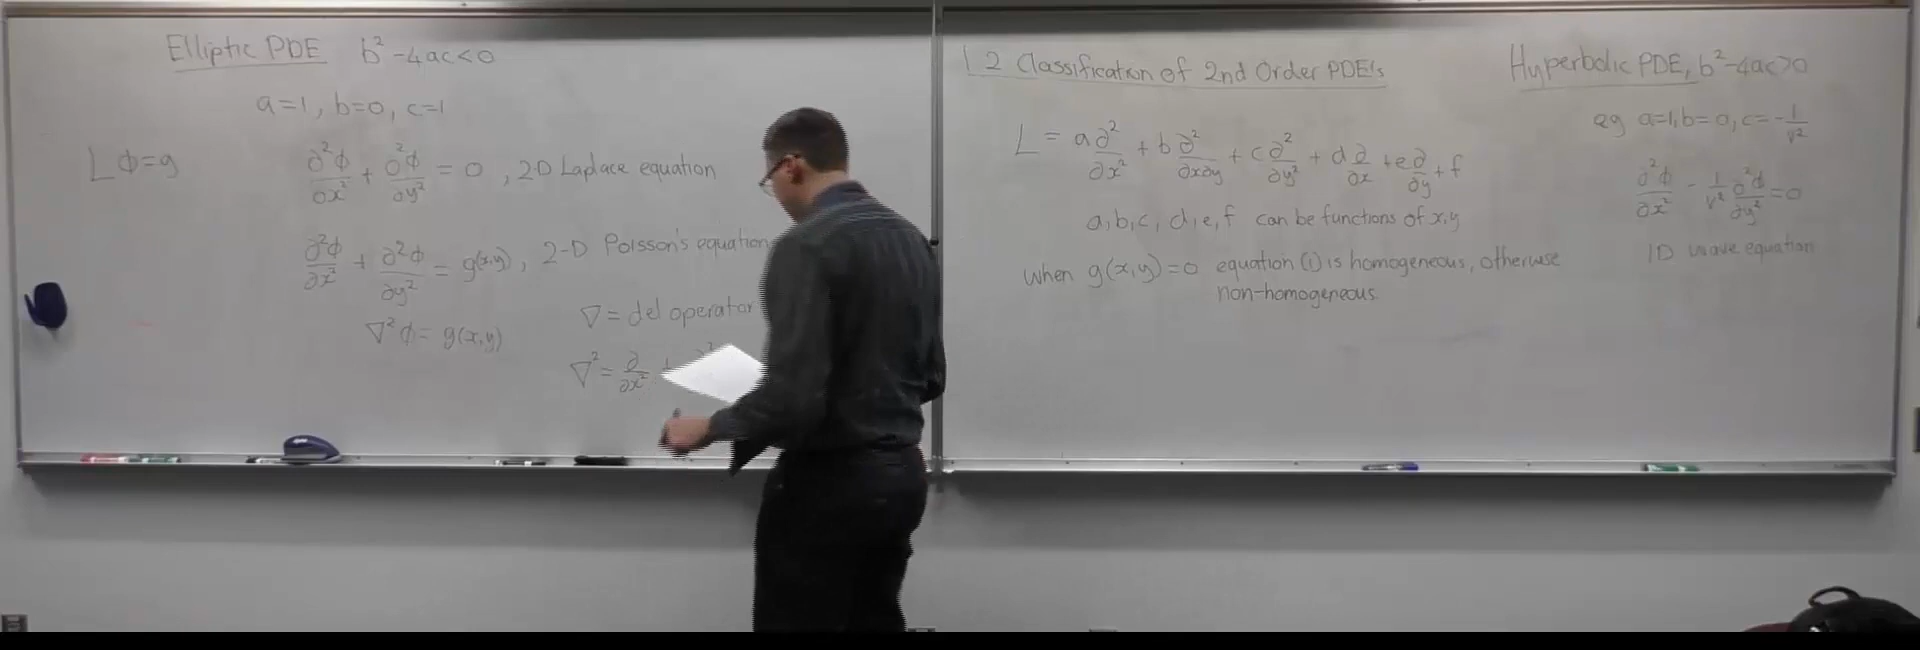 Elliptic PDE b² -4ac<0
a=1, b=0, c=1
Lϕ=g
∂²ϕ/∂x² + ∂²ϕ/∂y² = 0, 2-D Laplace equation
∂²ϕ/∂x² + ∂²ϕ/∂y² = g(x,y), 2-D Poisson's equation
∇²ϕ= g(x,y)
∇ = del operator
∇² = ∂/∂x² +
1.2 Classification of 2nd Order PDE's
L = a∂²/∂x² + b∂²/∂x∂y + c∂²/∂y² + d∂/∂x + e∂/∂y + f
a,b,c, d,e,f can be functions of x,y
when g(x,y)=0 equation (1) is homogeneous, otherwise
non-homogeneous.
Hyperbolic PDE, b²-4ac>0
eg a=1, b=0, c=-1/v²
∂²ϕ/∂x² - 1/v² ∂²ϕ/∂y² = 0
1D wave equation